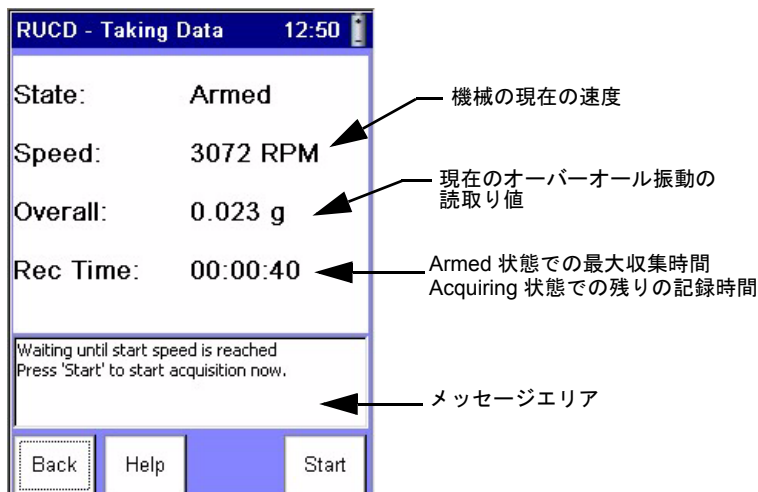 RUCD - Taking Data 12:50
State: Armed
Speed: 3072 RPM
Overall: 0.023 g
Rec Time: 00:00:40
Waiting until start speed is reached
Press 'Start' to start acquisition now.
Back Help Start
機械の現在の速度
現在のオーバーオール振動の
読取り値
Armed 状態での最大収集時間
Acquiring 状態での残りの記録時間
メッセージエリア